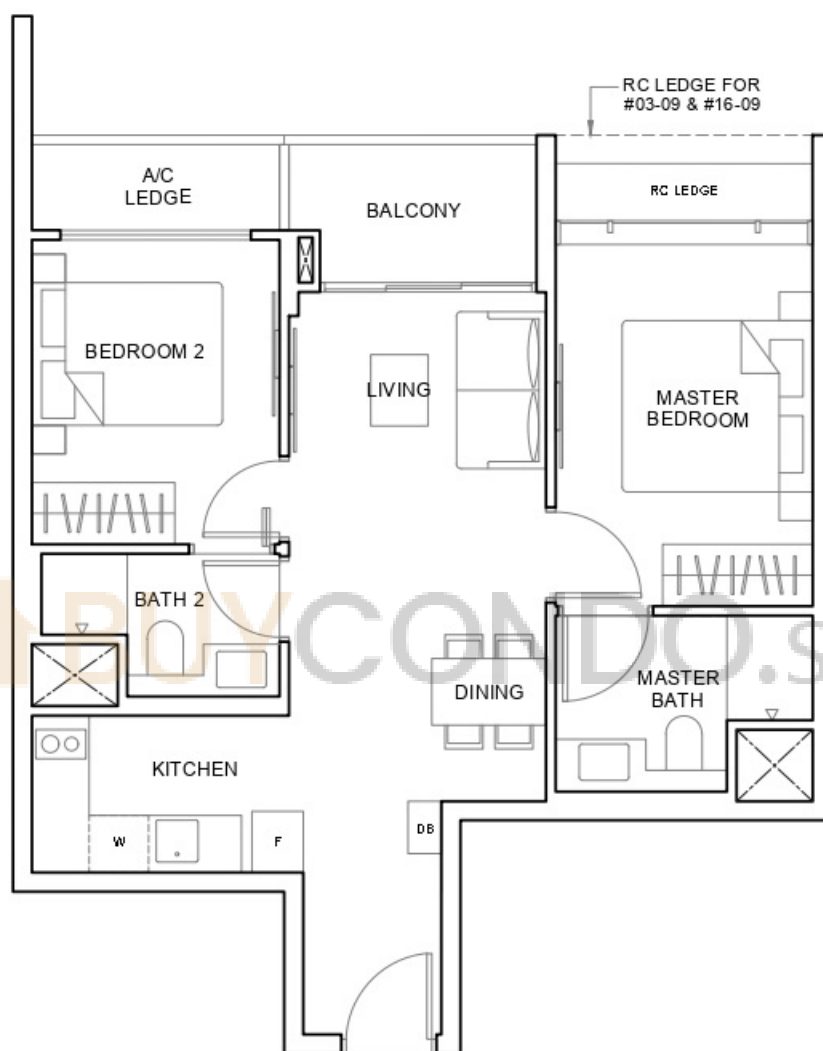 RC LEDGE FOR
#03-09 & #16-09
A/C
LEDGE
BALCONY
RC LEDGE
BEDROOM 2
LIVING
MASTER
BEDROOM
BATH 2
BUYCONDO.s
DINING
MASTER
BATH
KITCHEN
W
F
DB